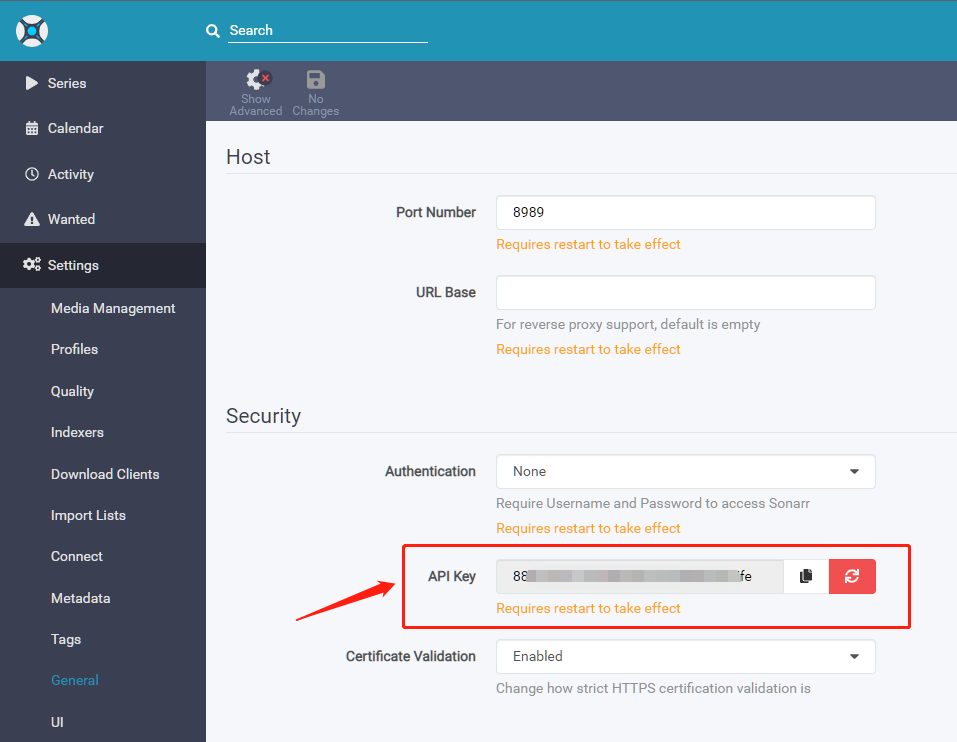 Search
Series
Calendar
Activity
Wanted
Settings
Media Management
Profiles
Quality
Indexers
Download Clients
Import Lists
Connect
Metadata
Tags
General
UI
Show
Advanced
No
Changes
Host
Port Number
8989
Requires restart to take effect
URL Base
For reverse proxy support, default is empty
Requires restart to take effect
Security
Authentication
None
Require Username and Password to access Sonarr
Requires restart to take effect
API Key
88
fe
Requires restart to take effect
Certificate Validation
Enabled
Change how strict HTTPS certification validation is